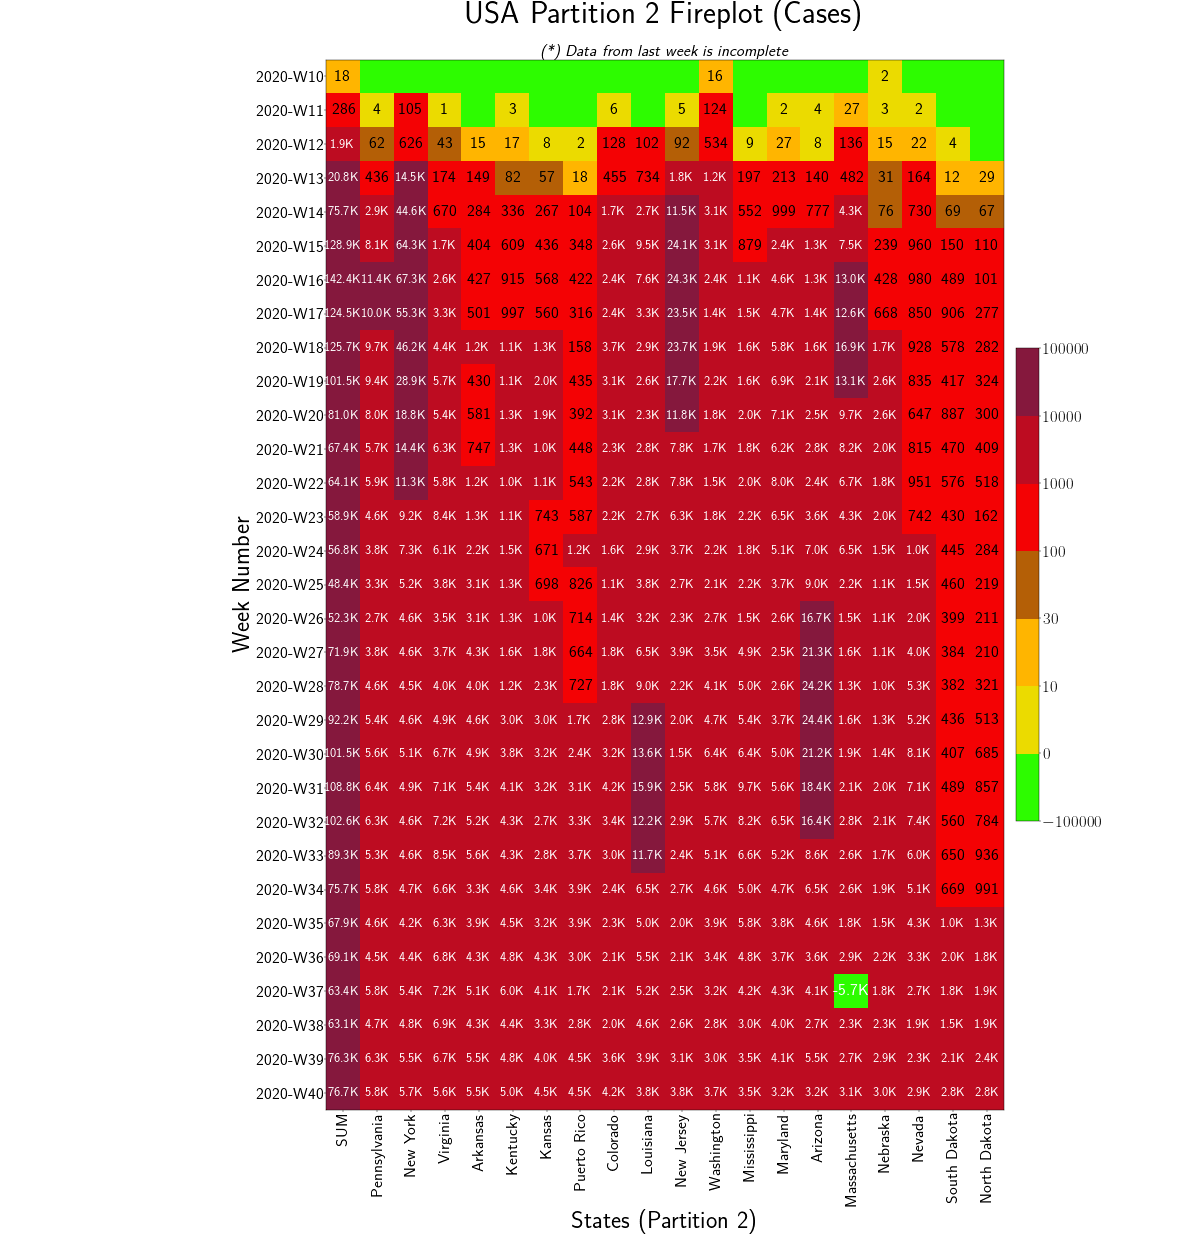 USA Partition 2 Fireplot (Cases)
(*) Data from last week is incomplete
2020-W10 18 16 2
2020-W11 286 4 105 1 3 6 5 124 2 4 27 3 2
2020-W12 1.9K 62 626 43 15 17 8 2 128 102 92 534 9 27 8 136 15 22 4
2020-W13 20.8K 436 14.5K 174 149 82 57 18 455 734 1.8K 1.2K 197 213 140 482 31 164 12 29
2020-W14 75.7K 2.9K 44.6K 670 284 336 267 104 1.7K 2.7K 11.5K 3.1K 552 999 777 4.3K 76 730 69 67
2020-W15 128.9K 8.1K 64.3K 1.7K 404 609 436 348 2.6K 9.5K 24.1K 3.1K 879 2.4K 1.3K 7.5K 239 960 150 110
2020-W16 142.4K 11.4K 67.3K 2.6K 427 915 568 422 2.4K 7.6K 24.3K 2.4K 1.1K 4.6K 1.3K 13.0K 428 980 489 101
2020-W17 124.5K 10.0K 55.3K 3.3K 501 997 560 316 2.4K 3.3K 23.5K 1.4K 1.5K 4.7K 1.4K 12.6K 668 850 906 277
2020-W18 125.7K 9.7K 46.2K 4.4K 1.2K 1.1K 1.3K 158 3.7K 2.9K 23.7K 1.9K 1.6K 5.8K 1.6K 16.9K 1.7K 928 578 282
2020-W19 101.5K 9.4K 28.9K 5.7K 430 1.1K 2.0K 435 3.1K 2.6K 17.7K 2.2K 1.6K 6.9K 2.1K 13.1K 2.6K 835 417 324
2020-W20 81.0K 8.0K 18.8K 5.4K 581 1.3K 1.9K 392 3.1K 2.3K 11.8K 1.8K 2.0K 7.1K 2.5K 9.7K 2.6K 647 887 300
2020-W21 67.4K 5.7K 14.4K 6.3K 747 1.3K 1.0K 448 2.3K 2.8K 7.8K 1.7K 1.8K 6.2K 2.8K 8.2K 2.0K 815 470 409
2020-W22 64.1K 5.9K 11.3K 5.8K 1.2K 1.0K 1.1K 543 2.2K 2.8K 7.8K 1.5K 2.0K 8.0K 2.4K 6.7K 1.8K 951 576 518
2020-W23 58.9K 4.6K 9.2K 8.4K 1.3K 1.1K 743 587 2.2K 2.7K 6.3K 1.8K 2.2K 6.5K 3.6K 4.3K 2.0K 742 430 162
2020-W24 56.8K 3.8K 7.3K 6.1K 2.2K 1.5K 671 1.2K 1.6K 2.9K 3.7K 2.2K 1.8K 5.1K 7.0K 6.5K 1.5K 1.0K 445 284
2020-W25 48.4K 3.3K 5.2K 3.8K 3.1K 1.3K 698 826 1.1K 3.8K 2.7K 2.1K 2.2K 3.7K 9.0K 2.2K 1.1K 1.5K 460 219
2020-W26 52.3K 2.7K 4.6K 3.5K 3.1K 1.3K 1.0K 714 1.4K 3.2K 2.3K 2.7K 1.5K 2.6K 16.7K 1.5K 1.1K 2.0K 399 211
2020-W27 71.9K 3.8K 4.6K 3.7K 4.3K 1.6K 1.8K 664 1.8K 6.5K 3.9K 3.5K 4.9K 2.5K 21.3K 1.6K 1.1K 4.0K 384 210
2020-W28 78.7K 4.6K 4.5K 4.0K 4.0K 1.2K 2.3K 727 1.8K 9.0K 2.2K 4.1K 5.0K 2.6K 24.2K 1.3K 1.0K 5.3K 382 321
2020-W29 92.2K 5.4K 4.6K 4.9K 4.6K 3.0K 3.0K 1.7K 2.8K 12.9K 2.0K 4.7K 5.4K 3.7K 24.4K 1.6K 1.3K 5.2K 436 513
2020-W30 101.5K 5.6K 5.1K 6.7K 4.9K 3.8K 3.2K 2.4K 3.2K 13.6K 1.5K 6.4K 6.4K 5.0K 21.2K 1.9K 1.4K 8.1K 407 685
2020-W31 108.8K 6.4K 4.9K 7.1K 5.4K 4.1K 3.2K 3.1K 4.2K 15.9K 2.5K 5.8K 9.7K 5.6K 18.4K 2.1K 2.0K 7.1K 489 857
2020-W32 102.6K 6.3K 4.6K 7.2K 5.2K 4.3K 2.7K 3.3K 3.4K 12.2K 2.9K 5.7K 8.2K 6.5K 16.4K 2.8K 2.1K 7.4K 560 784
2020-W33 89.3K 5.3K 4.6K 8.5K 5.6K 4.3K 2.8K 3.7K 3.0K 11.7K 2.4K 5.1K 6.6K 5.2K 8.6K 2.6K 1.7K 6.0K 650 936
2020-W34 75.7K 5.8K 4.7K 6.6K 3.3K 4.6K 3.4K 3.9K 2.4K 6.5K 2.7K 4.6K 5.0K 4.7K 6.5K 2.6K 1.9K 5.1K 669 991
2020-W35 67.9K 4.6K 4.2K 6.3K 3.9K 4.5K 3.2K 3.9K 2.3K 5.0K 2.0K 3.9K 5.8K 3.8K 4.6K 1.8K 1.5K 4.3K 1.0K 1.3K
2020-W36 69.1K 4.5K 4.4K 6.8K 4.3K 4.8K 4.3K 3.0K 2.1K 5.5K 2.1K 3.4K 4.8K 3.7K 3.6K 2.9K 2.2K 3.3K 2.0K 1.8K
2020-W37 63.4K 5.8K 5.4K 7.2K 5.1K 6.0K 4.1K 1.7K 2.1K 5.2K 2.5K 3.2K 4.2K 4.3K 4.1K -5.7K 1.8K 2.7K 1.8K 1.9K
2020-W38 63.1K 4.7K 4.8K 6.9K 4.3K 4.4K 3.3K 2.8K 2.0K 4.6K 2.6K 2.8K 3.0K 4.0K 2.7K 2.3K 2.3K 1.9K 1.5K 1.9K
2020-W39 76.3K 6.3K 5.5K 6.7K 5.5K 4.8K 4.0K 4.5K 3.6K 3.9K 3.1K 3.0K 3.5K 4.1K 5.5K 2.7K 2.9K 2.3K 2.1K 2.4K
2020-W40 76.7K 5.8K 5.7K 5.6K 5.5K 5.0K 4.5K 4.5K 4.2K 3.8K 3.8K 3.7K 3.5K 3.2K 3.2K 3.1K 3.0K 2.9K 2.8K 2.8K
SUM
Pennsylvania
New York
Virginia
Arkansas
Kentucky
Kansas
Puerto Rico
Colorado
Louisiana
New Jersey
Washington
Mississippi
Maryland
Arizona
Massachusetts
Nebraska
Nevada
South Dakota
North Dakota
States (Partition 2)
Week Number
100000
10000
1000
100
30
10
0
−100000